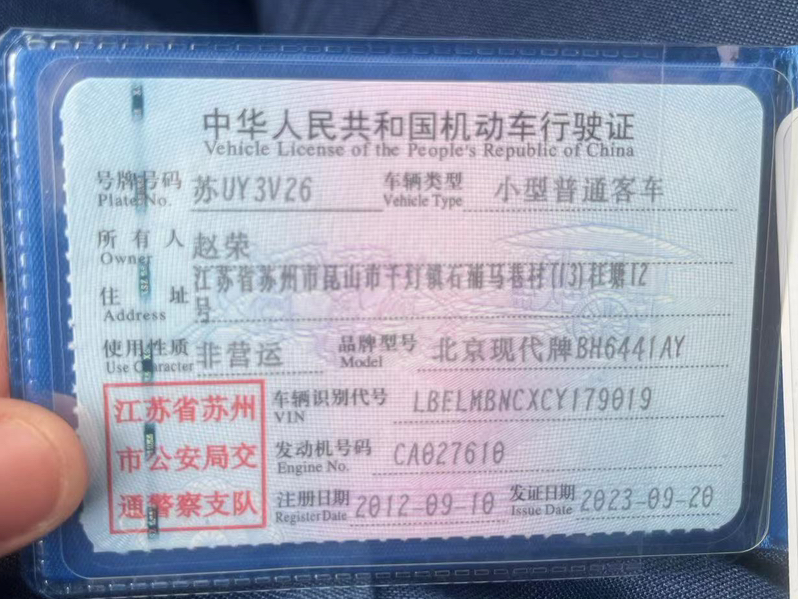 中华人民共和国机动车行驶证
Vehicle License of the People's Republic of China
号牌号码 苏UY3V26 车辆类型 小型普通客车
Plate No. Vehicle Type
所有人 赵荣
Owner
住址 江苏省苏州市昆山市千灯镇石浦马巷村(13)旺塘12
Address 号
使用性质 非营运 品牌型号 北京现代牌BH6441AY
Use Character Model
江苏省苏州 车辆识别代号 LBELMBNCXCY179019
VIN
市公安局交 发动机号码 CA027610
Engine No.
通警察支队 注册日期 2012-09-10 发证日期 2023-09-20
Register Date Issue Date